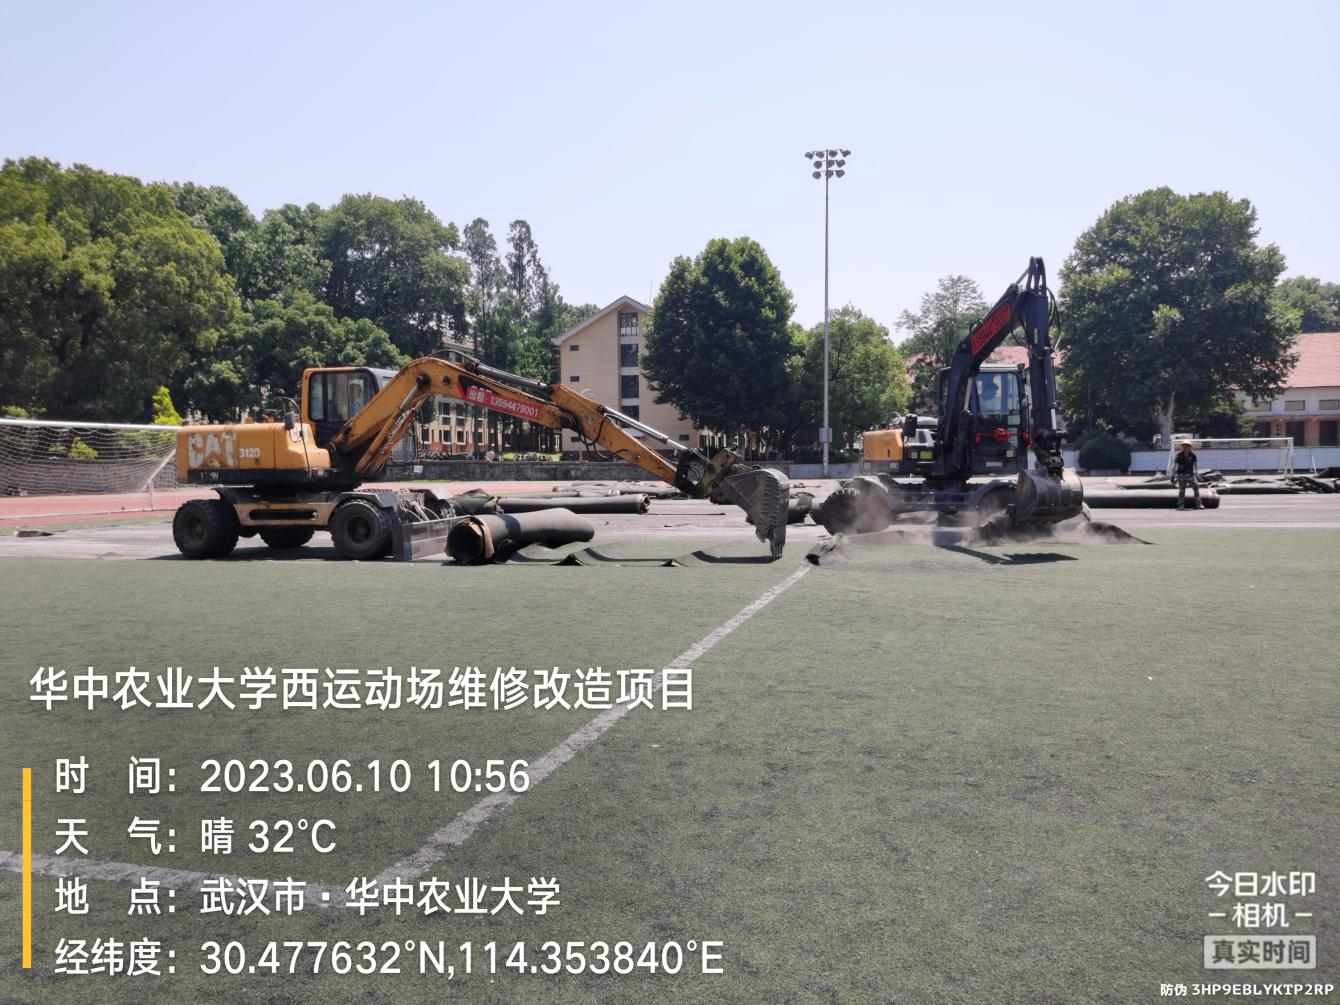 CAT 312D
出租:13594479001
华中农业大学西运动场维修改造项目
时 间：2023.06.10 10:56
天 气：晴 32°C
地 点：武汉市·华中农业大学
经纬度：30.477632°N,114.353840°E
今日水印
-相机-
真实时间
防伪 3HP9EBLYKTP2RP